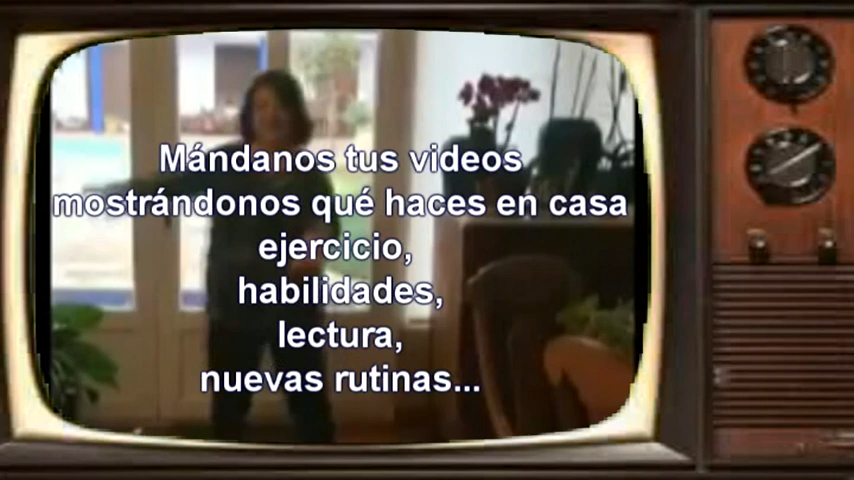 Mándanos tus videos
mostrándonos qué haces en casa
ejercicio,
habilidades,
lectura,
nuevas rutinas...